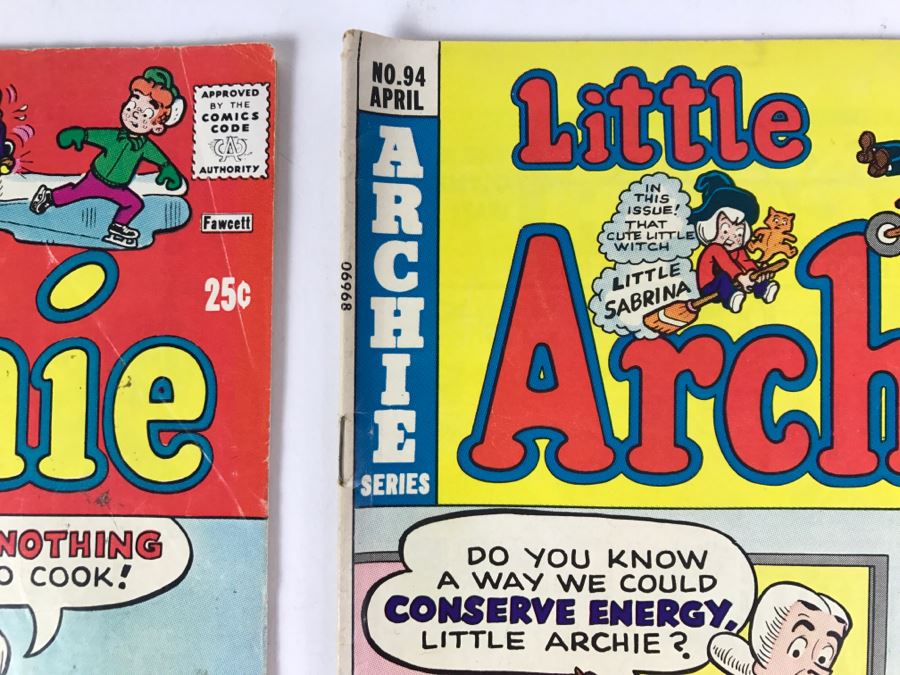 APPROVED
BY THE
COMICS
CODE
CA
AUTHORITY
Fawcett
25¢
hie
NOTHING
O COOK!
NO.94
APRIL
ARCHIE
SERIES
06968
Little
IN
THIS
ISSUE!
THAT
CUTE LITTLE
WITCH
LITTLE
SABRINA
Arch
DO YOU KNOW
A WAY WE COULD
CONSERVE ENERGY,
LITTLE ARCHIE?